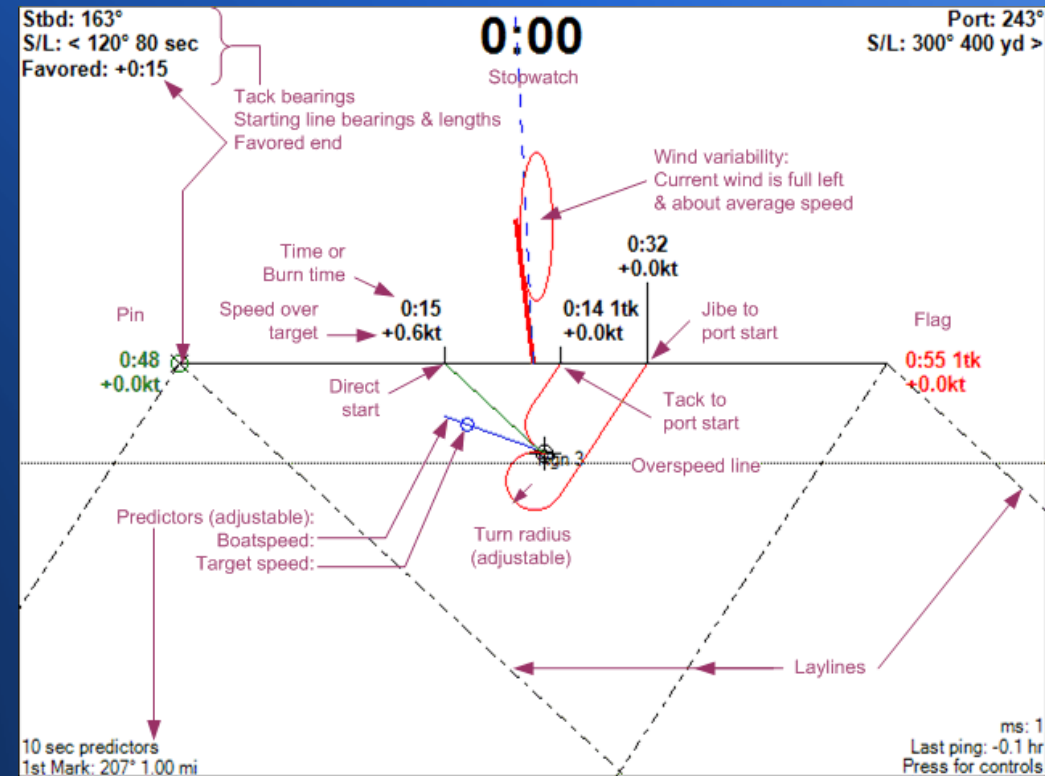 Stbd: 163°
S/L: < 120° 80 sec
Favored: +0:15
0:00
Stopwatch
Port: 243°
S/L: 300° 400 yd >
Tack bearings
Starting line bearings & lengths
Favored end
Wind variability:
Current wind is full left
& about average speed
Time or
Burn time
0:32
+0.0kt
Speed over
target
0:15
+0.6kt
0:14 1tk
+0.0kt
Jibe to
port start
Pin
Flag
0:48
+0.0kt
0:55 1tk
+0.0kt
Direct
start
Tack to
port start
gn 3
Overspeed line
Predictors (adjustable):
Boatspeed:
Target speed:
Turn radius
(adjustable)
Laylines
10 sec predictors
1st Mark: 207° 1.00 mi
ms: 1
Last ping: -0.1 hr
Press for controls